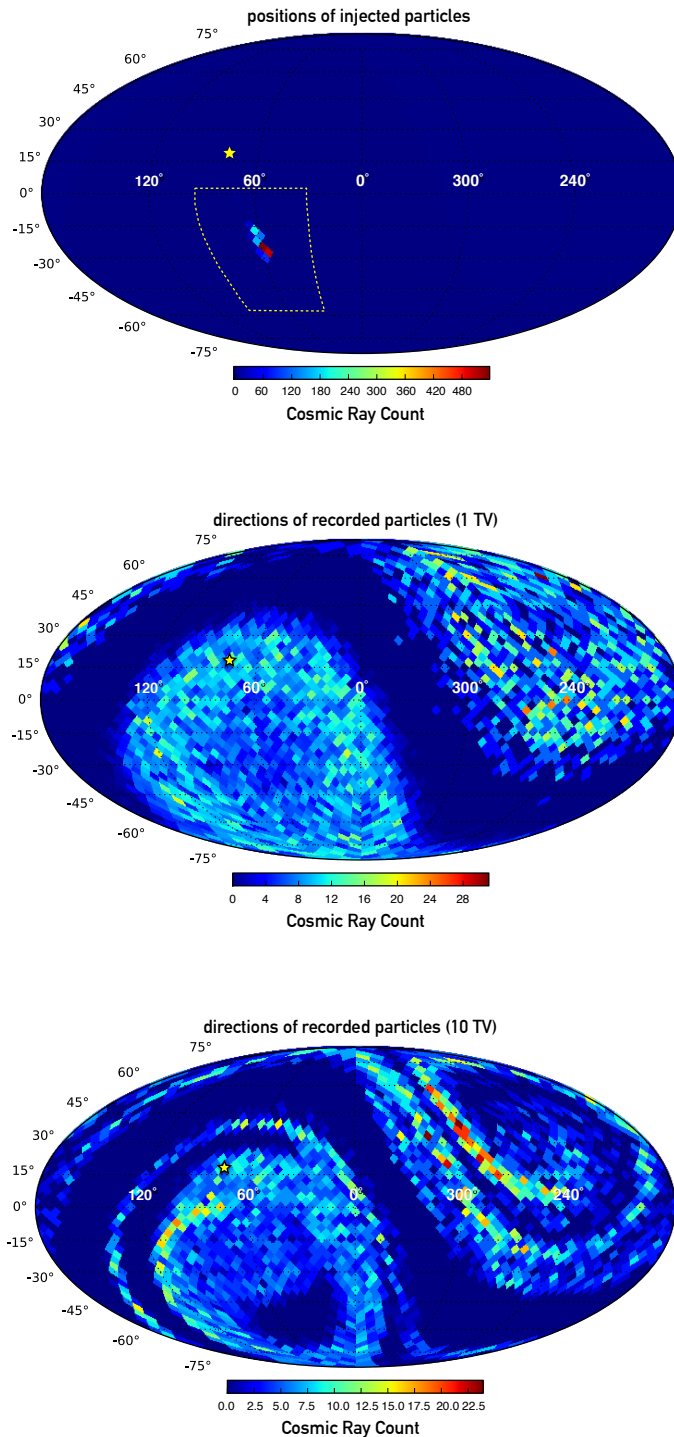 positions of injected particles
75°
60°
45°
30°
15°
120° 60° 0° 300° 240°
0°
-15°
-30°
-45°
-60°
-75°
0 60 120 180 240 300 360 420 480
Cosmic Ray Count
directions of recorded particles (1 TV)
75°
60°
45°
30°
15°
120° 60° 0° 300° 240°
0°
-15°
-30°
-45°
-60°
-75°
0 4 8 12 16 20 24 28
Cosmic Ray Count
directions of recorded particles (10 TV)
75°
60°
45°
30°
15°
120° 60° 0° 300° 240°
0°
-15°
-30°
-45°
-60°
-75°
0.0 2.5 5.0 7.5 10.0 12.5 15.0 17.5 20.0 22.5
Cosmic Ray Count